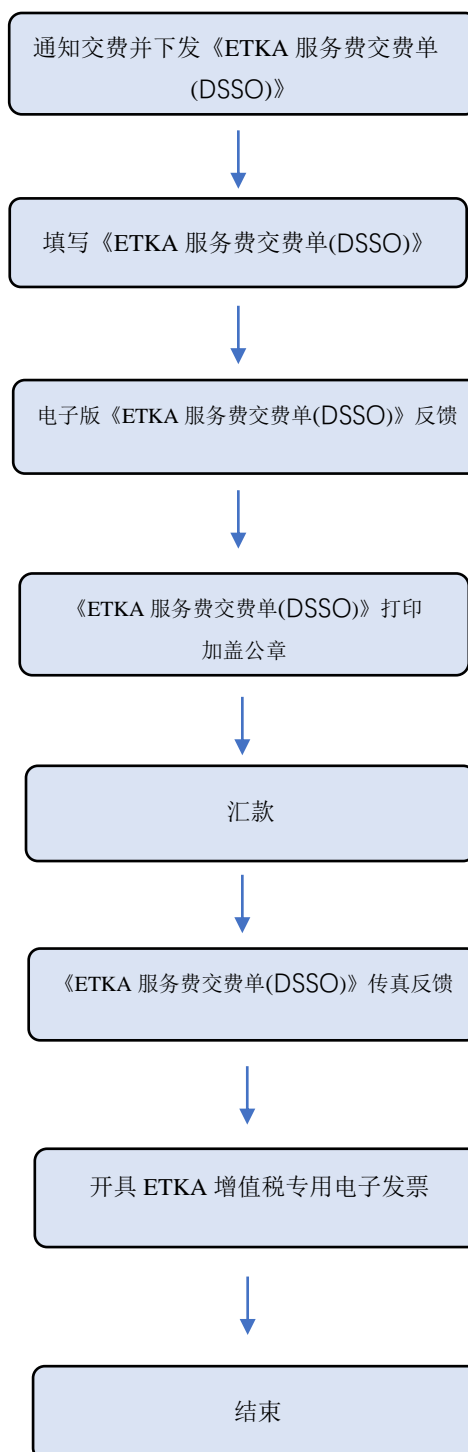 通知交费并下发《ETKA 服务费交费单
(DSSO)》
填写《ETKA 服务费交费单(DSSO)》
电子版《ETKA 服务费交费单(DSSO)》反馈
《ETKA 服务费交费单(DSSO)》打印
加盖公章
汇款
《ETKA 服务费交费单(DSSO)》传真反馈
开具 ETKA 增值税专用电子发票
结束